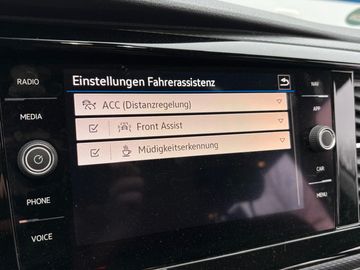 Einstellungen Fahrerassistenz
ACC (Distanzregelung)
Front Assist
Müdigkeitserkennung
RADIO
MEDIA
PHONE
VOICE
NAV
APP
CAR
MENU